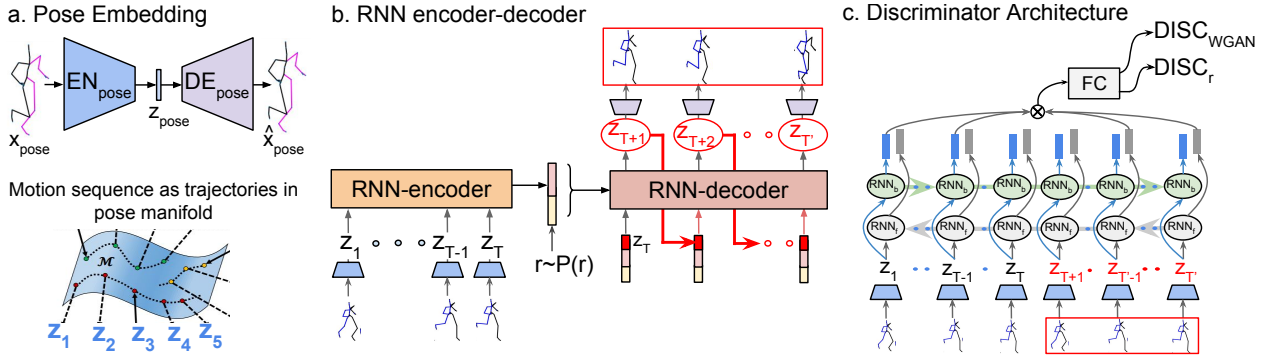 a. Pose Embedding
EN_pose
DE_pose
z_pose
x_pose
x̂_pose
Motion sequence as trajectories in
pose manifold
ℳ
z_1 z_2 z_3 z_4 z_5
b. RNN encoder-decoder
z_T+1 z_T+2 z_T'
RNN-encoder
RNN-decoder
z_1 z_T-1 z_T
r~P(r)
z_T
c. Discriminator Architecture
DISC_WGAN
DISC_r
FC
RNN_b RNN_b RNN_b RNN_b RNN_b RNN_b
RNN_f RNN_f RNN_f RNN_f RNN_f RNN_f
z_1 z_T-1 z_T z_T+1 z_T'-1 z_T'